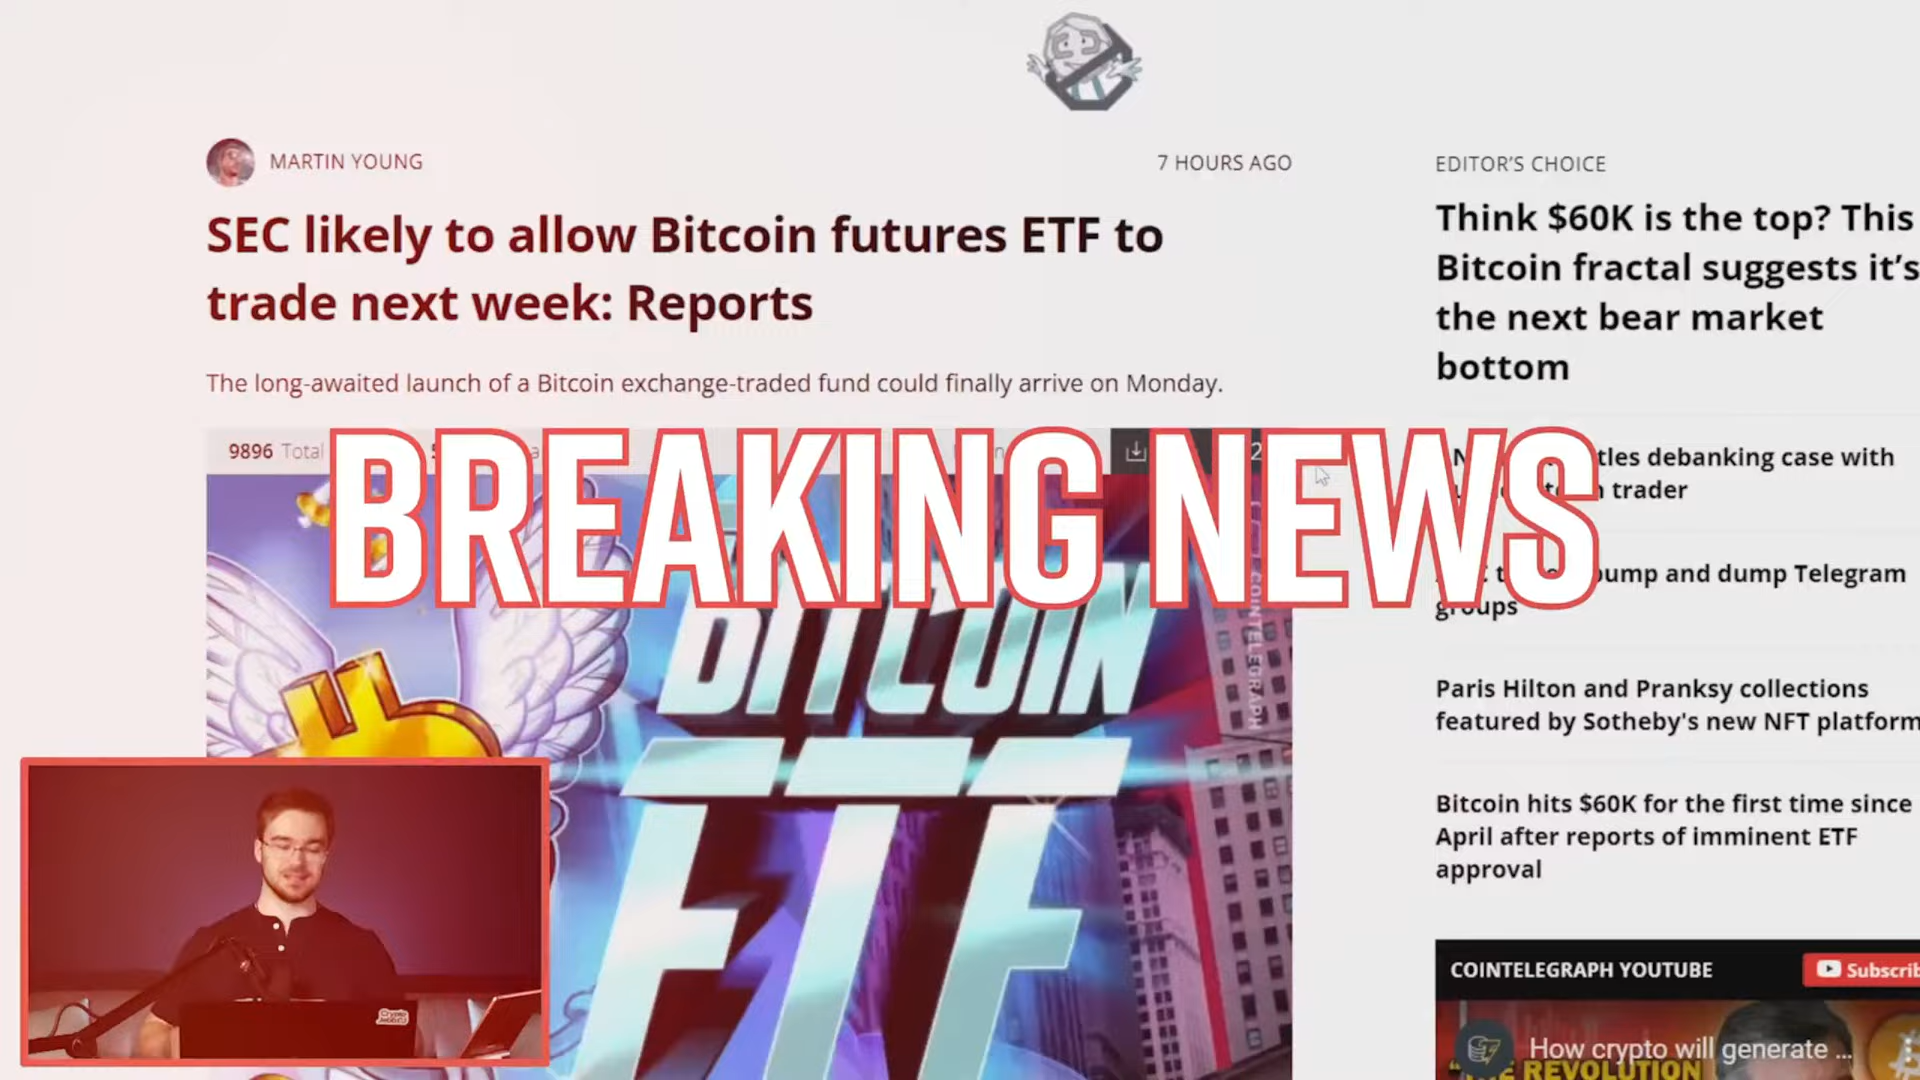 MARTIN YOUNG
7 HOURS AGO
SEC likely to allow Bitcoin futures ETF to
trade next week: Reports
The long-awaited launch of a Bitcoin exchange-traded fund could finally arrive on Monday.
9896 Total
BREAKING NEWS
BITCOIN
ETF
COINTELEGRAPH
EDITOR'S CHOICE
Think $60K is the top? This
Bitcoin fractal suggests it's
the next bear market
bottom
debanking case with
trader
and dump Telegram
groups
Paris Hilton and Pranksy collections
featured by Sotheby's new NFT platform
Bitcoin hits $60K for the first time since
April after reports of imminent ETF
approval
COINTELEGRAPH YOUTUBE
Subscrib
How crypto will generate ...
REVOLUTION